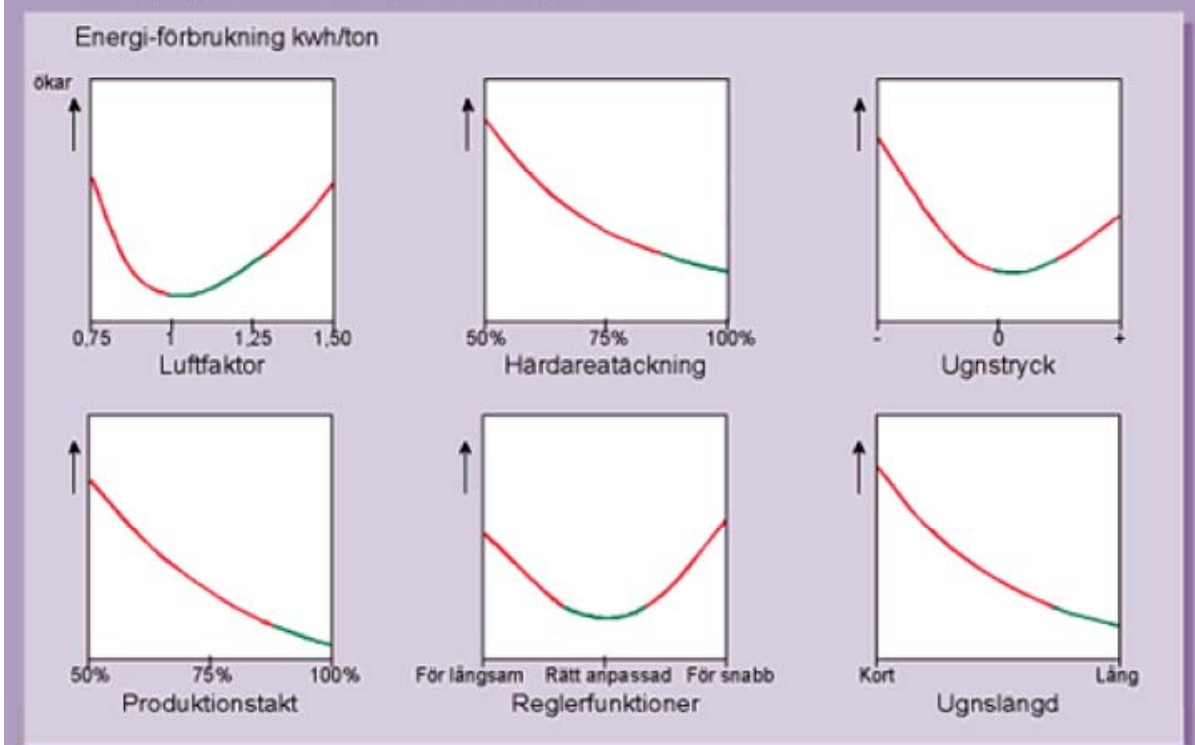 Energi-förbrukning kwh/ton
ökar
0,75 1 1,25 1,50
Luftfaktor
50% 75% 100%
Härdareatäckning
- 0 +
Ugnstryck
50% 75% 100%
Produktionstakt
För långsam Rätt anpassad För snabb
Reglerfunktioner
Kort Lång
Ugnslängd